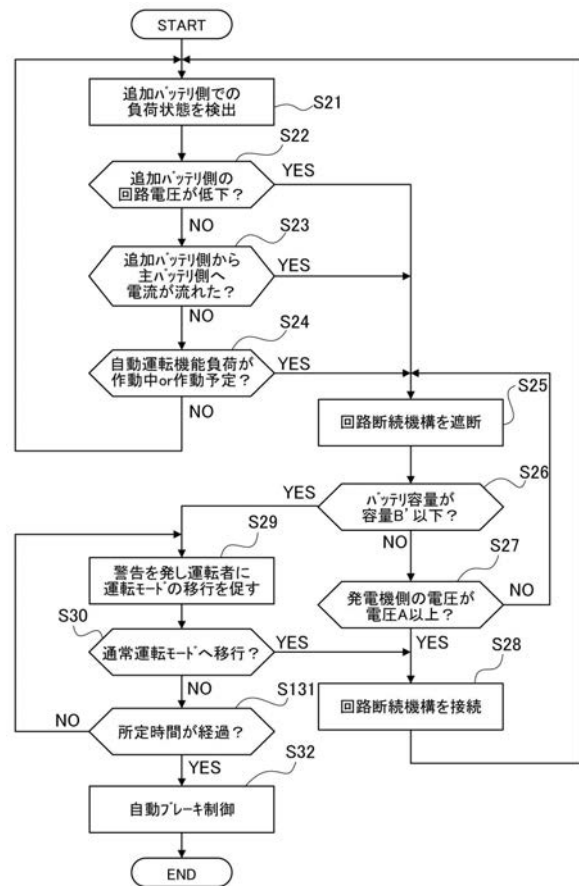 START
追加ﾊﾞｯﾃﾘ側での
負荷状態を検出
S21
S22
追加ﾊﾞｯﾃﾘ側の
回路電圧が低下？
YES
NO
S23
追加ﾊﾞｯﾃﾘ側から
主ﾊﾞｯﾃﾘ側へ
電流が流れた？
YES
NO
S24
自動運転機能負荷が
作動中or作動予定？
YES
NO
S25
回路断続機構を遮断
S26
ﾊﾞｯﾃﾘ容量が
容量B’以下？
YES
NO
S27
発電機側の電圧が
電圧A以上？
NO
YES
S28
回路断続機構を接続
S29
警告を発し運転者に
運転ﾓｰﾄﾞの移行を促す
S30
通常運転ﾓｰﾄﾞへ移行？
YES
NO
S131
所定時間が経過？
NO
YES
S32
自動ﾌﾞﾚｰｷ制御
END